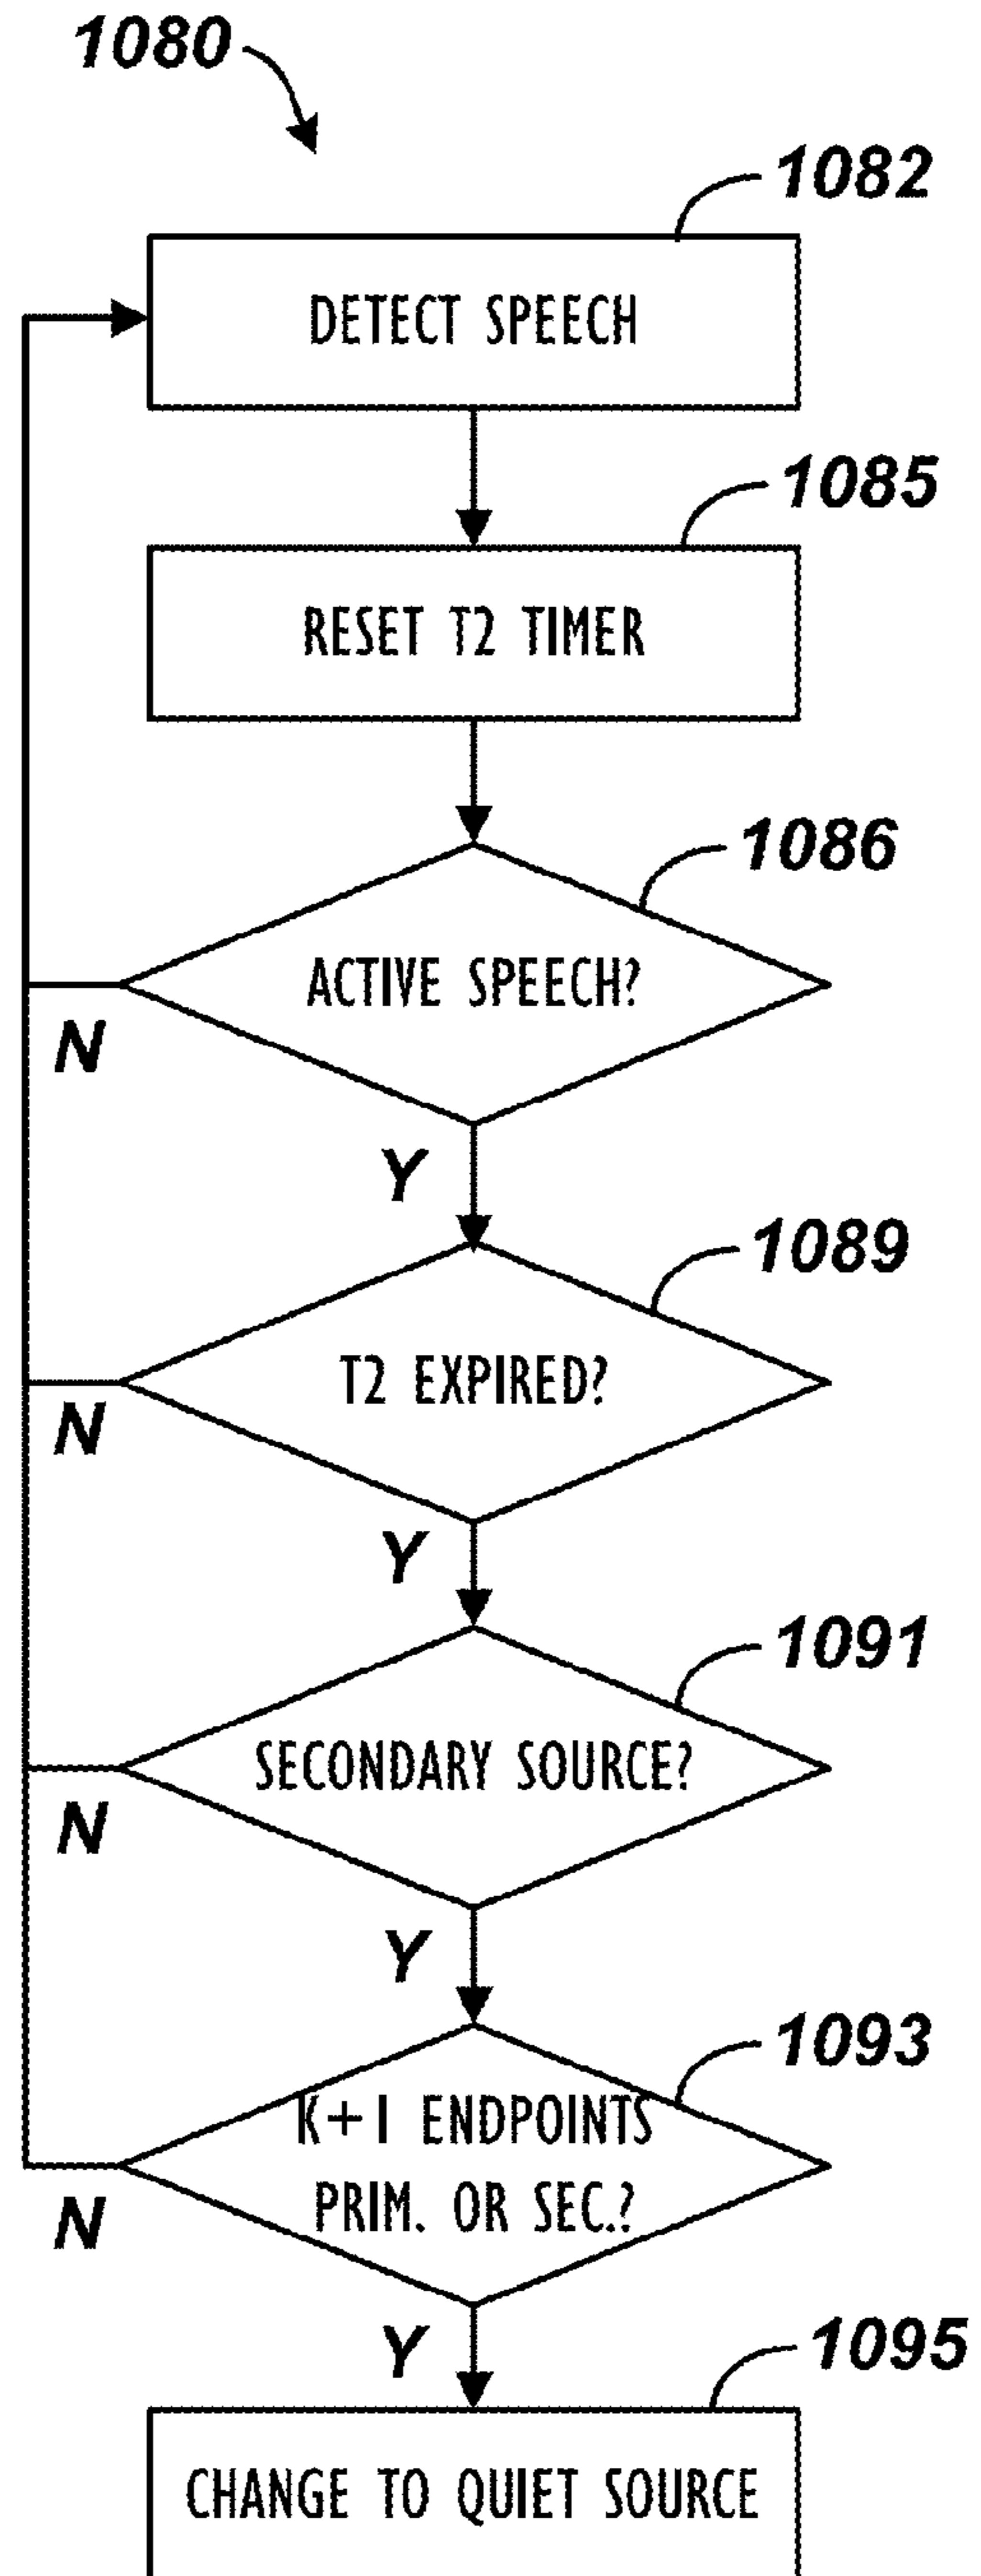 1080
1082
DETECT SPEECH
1085
RESET T2 TIMER
1086
ACTIVE SPEECH?
N
Y
1089
T2 EXPIRED?
N
Y
1091
SECONDARY SOURCE?
N
Y
1093
K+1 ENDPOINTS
PRIM. OR SEC.?
N
Y
1095
CHANGE TO QUIET SOURCE